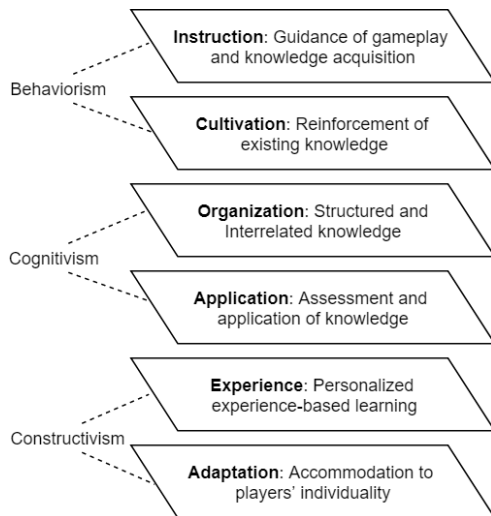 Instruction: Guidance of gameplay
and knowledge acquisition
Behaviorism
Cultivation: Reinforcement of
existing knowledge
Organization: Structured and
Interrelated knowledge
Cognitivism
Application: Assessment and
application of knowledge
Experience: Personalized
experience-based learning
Constructivism
Adaptation: Accommodation to
players' individuality